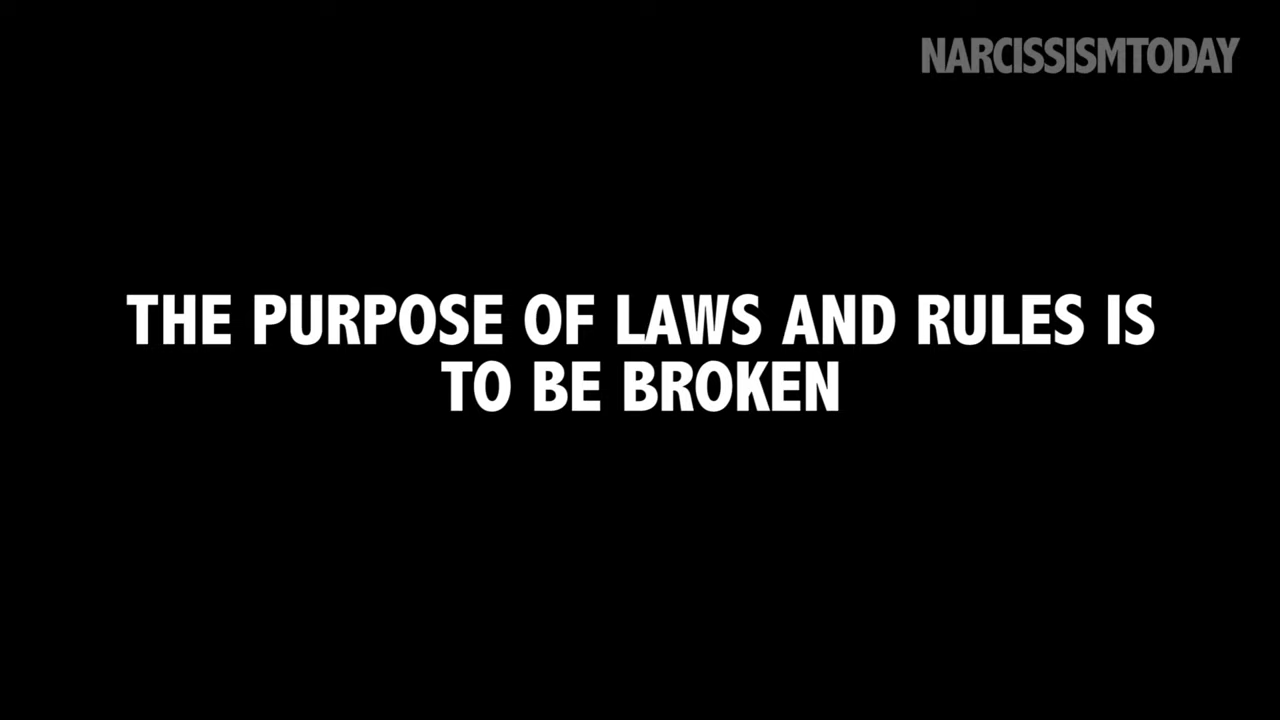 NARCISSISMTODAY
THE PURPOSE OF LAWS AND RULES IS
TO BE BROKEN